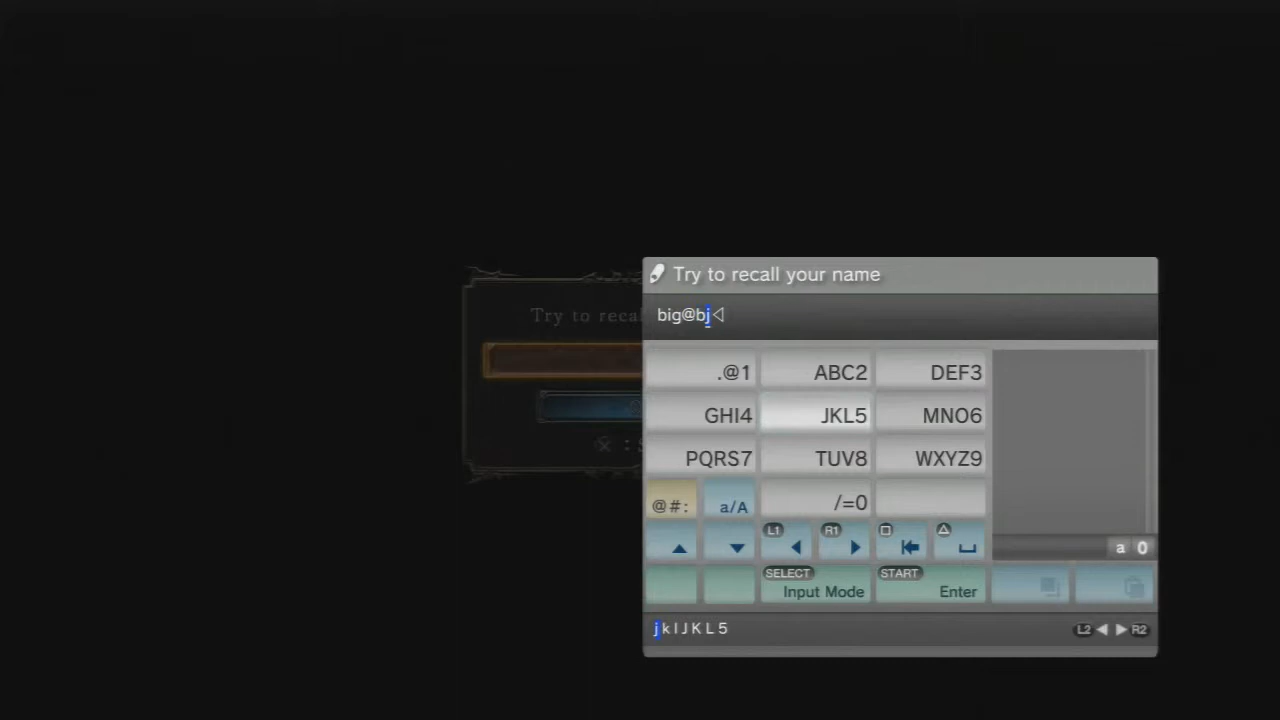 Try to recall your name
big@bj
Try to recal
.@1 ABC2 DEF3
GHI4 JKL5 MNO6
PQRS7 TUV8 WXYZ9
@#: a/A /=0
L1 R1
a 0
SELECT START
Input Mode Enter
jklJKL5
L2 R2